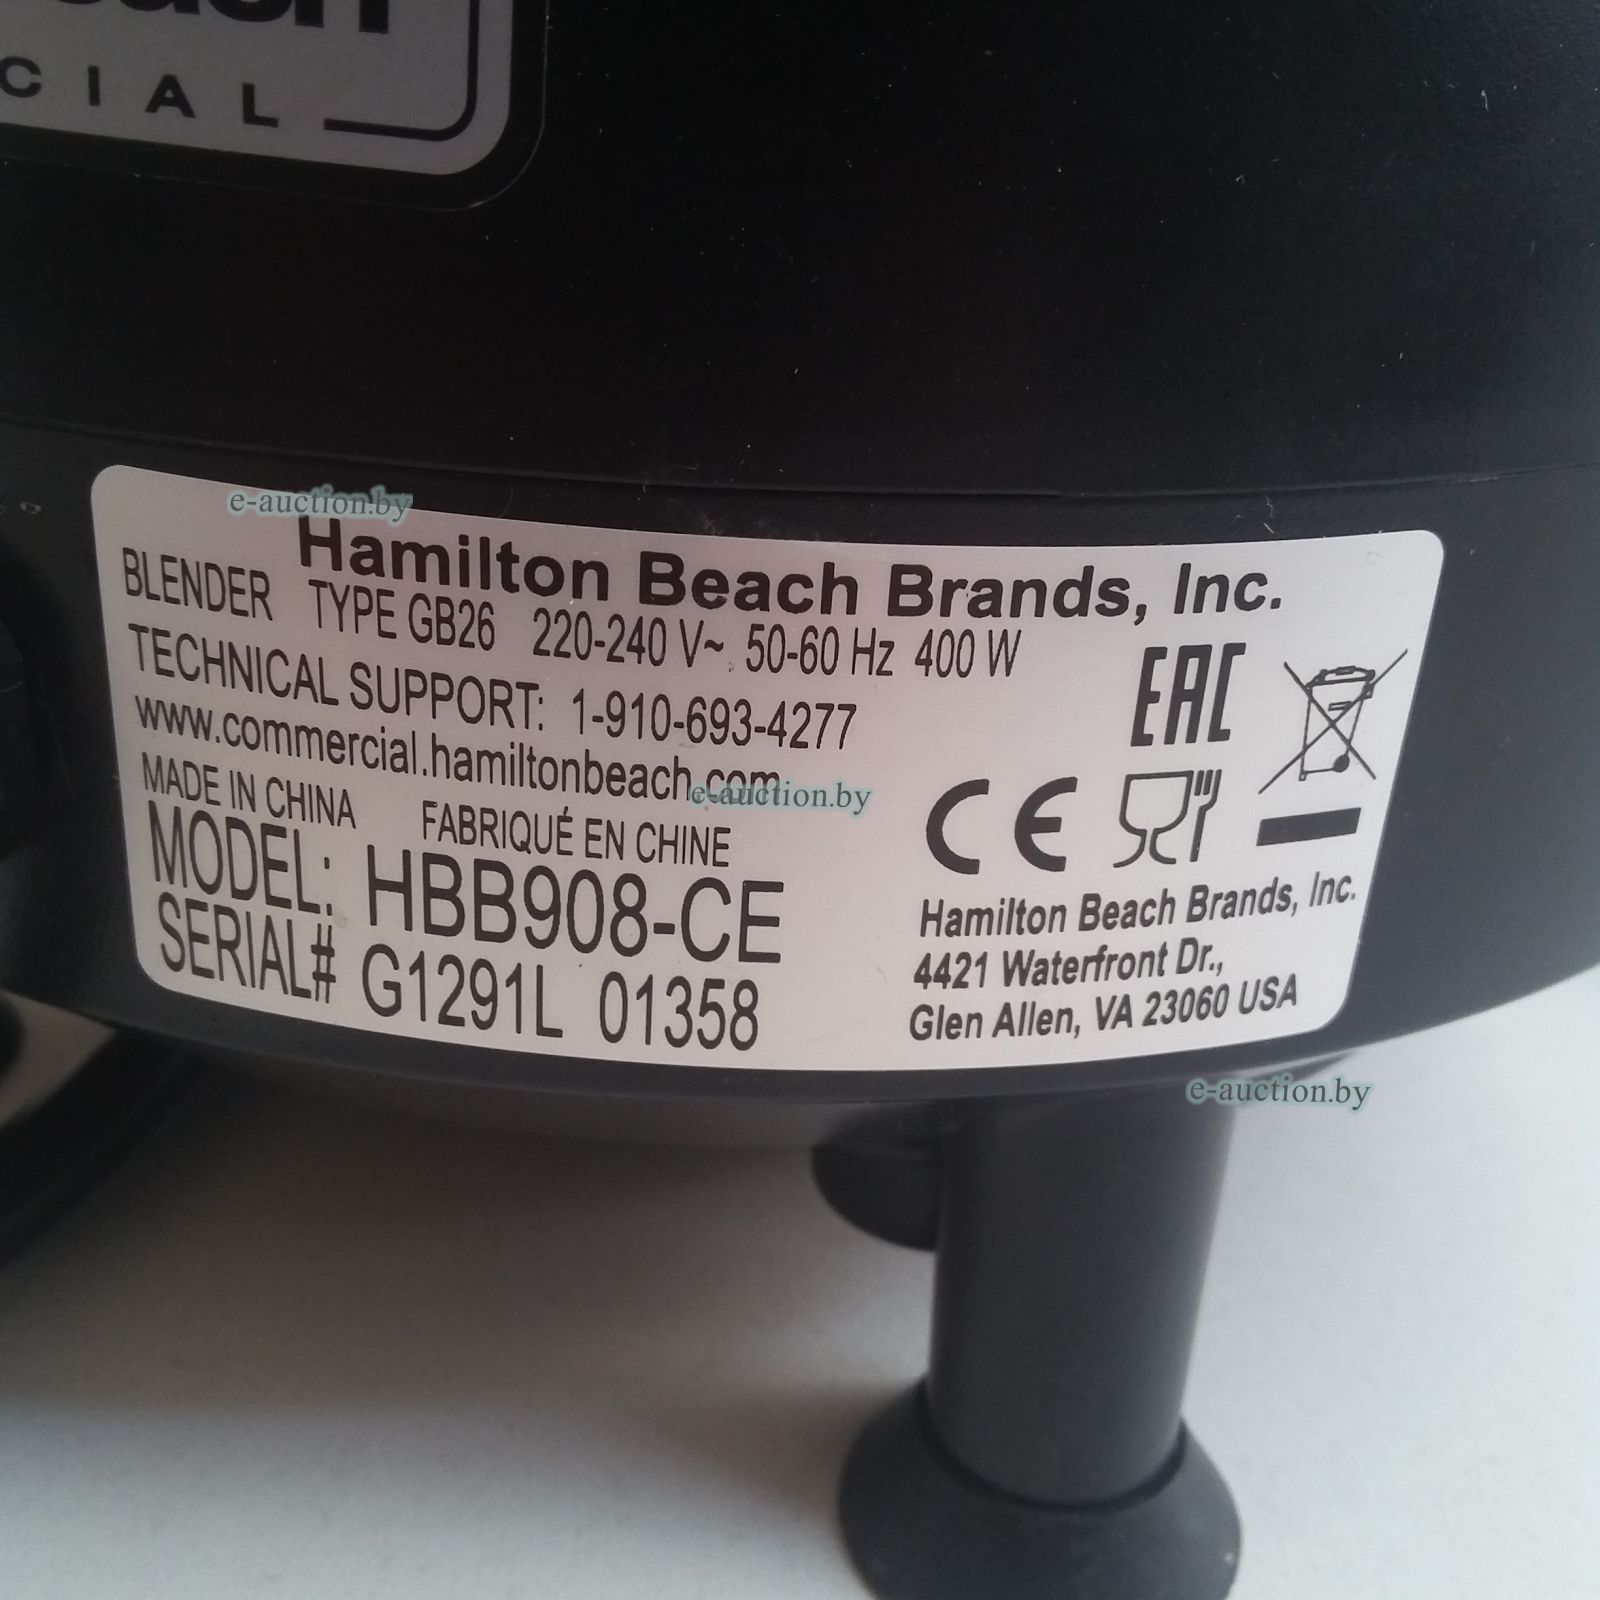 CIAL
e-auction.by
Hamilton Beach Brands, Inc.
BLENDER TYPE GB26 220-240 V~ 50-60 Hz 400 W
TECHNICAL SUPPORT: 1-910-693-4277
www.commercial.hamiltonbeach.com
e-auction.by
MADE IN CHINA FABRIQUÉ EN CHINE
MODEL: HBB908-CE
SERIAL# G1291L 01358
EAC
CE
Hamilton Beach Brands, Inc.
4421 Waterfront Dr.,
Glen Allen, VA 23060 USA
e-auction.by